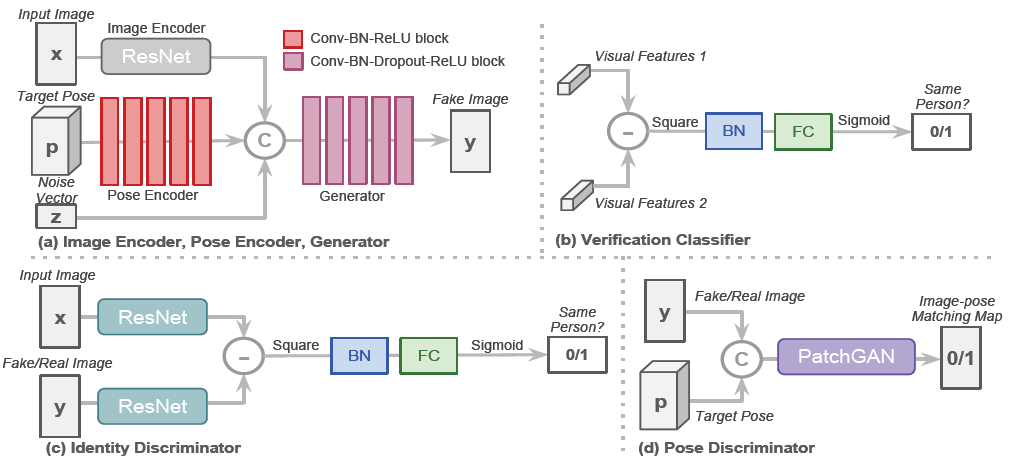 Input Image
x
Image Encoder
ResNet
Conv-BN-ReLU block
Conv-BN-Dropout-ReLU block
Target Pose
p
Pose Encoder
Noise
Vector
z
C
Generator
Fake Image
y
(a) Image Encoder, Pose Encoder, Generator
Visual Features 1
Visual Features 2
-
Square
BN
FC
Sigmoid
Same
Person?
0/1
(b) Verification Classifier
Input Image
x
ResNet
Fake/Real Image
y
ResNet
-
Square
BN
FC
Sigmoid
Same
Person?
0/1
(c) Identity Discriminator
y
Fake/Real Image
p
Target Pose
C
PatchGAN
Image-pose
Matching Map
0/1
(d) Pose Discriminator